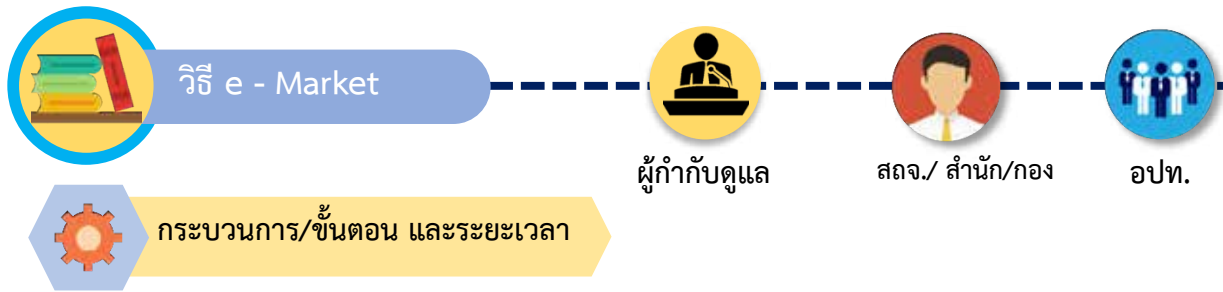 วิธี e - Market
ผู้กำกับดูแล
สถจ./ สำนัก/กอง
อปท.
กระบวนการ/ขั้นตอน และระยะเวลา